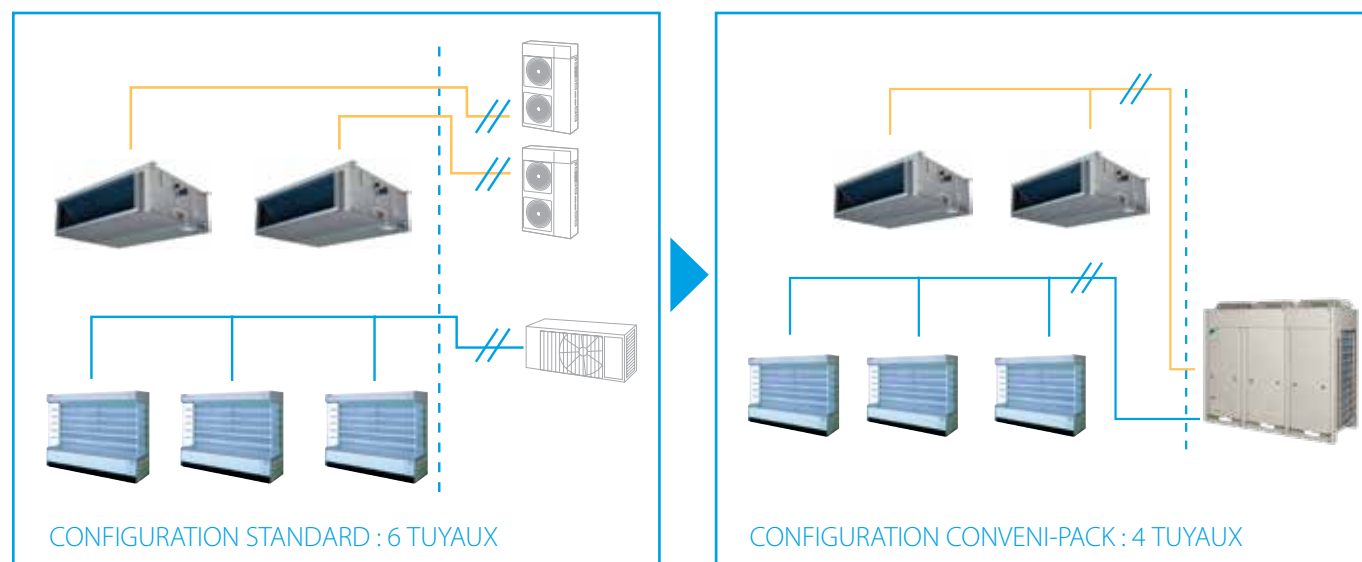 CONFIGURATION STANDARD : 6 TUYAUX
CONFIGURATION CONVENI-PACK : 4 TUYAUX